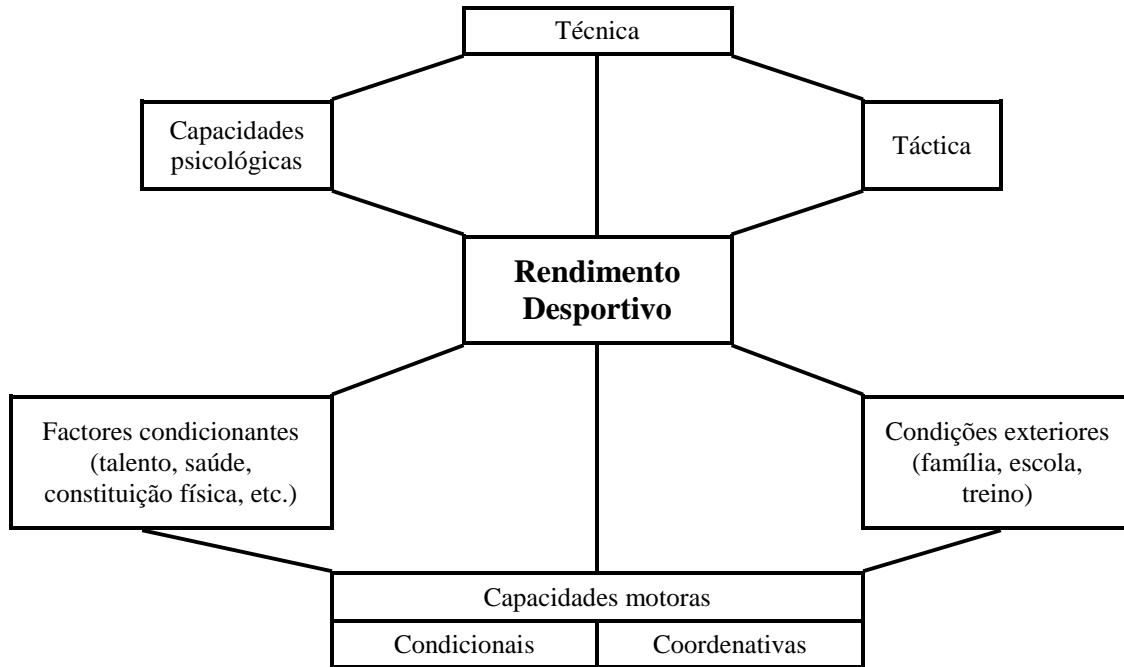 Técnica
Capacidades
psicológicas
Táctica
Rendimento
Desportivo
Factores condicionantes
(talento, saúde,
constituição física, etc.)
Condições exteriores
(família, escola,
treino)
Capacidades motoras
Condicionais
Coordenativas